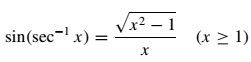 sin(sec⁻¹ x) = √(x² − 1) / x (x ≥ 1)